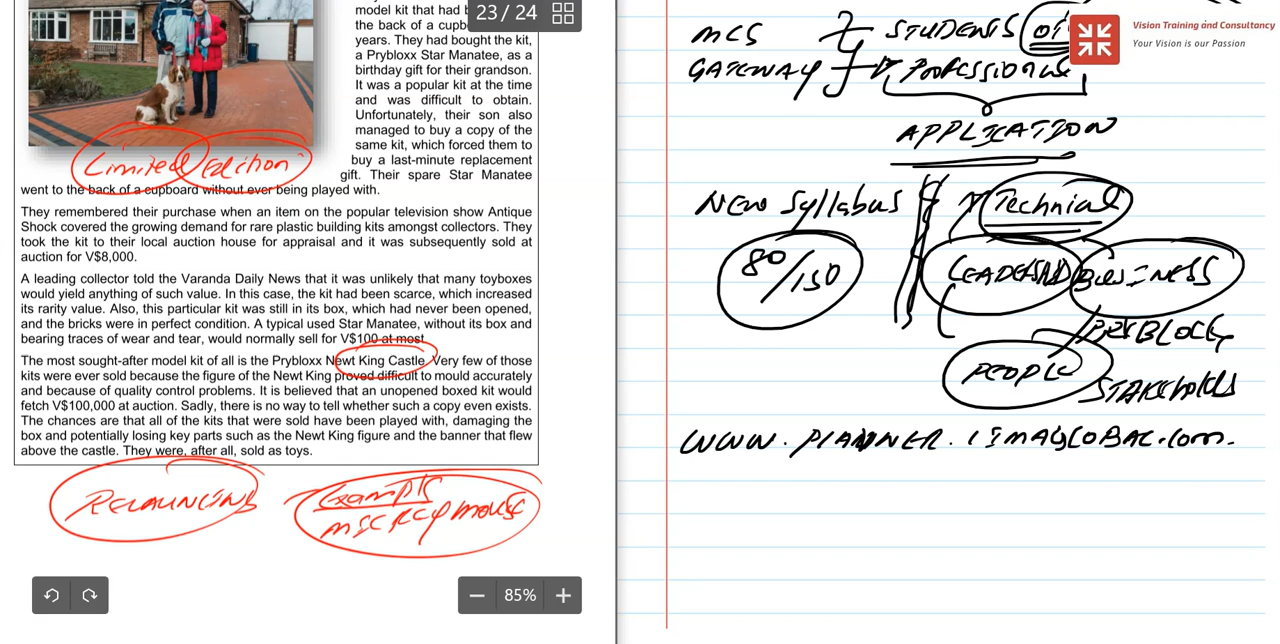 model kit that had
the back of a cupb
years. They had bought the kit,
a Prybloxx Star Manatee, as a
birthday gift for their grandson.
It was a popular kit at the time
and was difficult to obtain.
Unfortunately, their son also
managed to buy a copy of the
same kit, which forced them to
buy a last-minute replacement
gift. Their spare Star Manatee
went to the back of a cupboard without ever being played with.
They remembered their purchase when an item on the popular television show Antique
Shock covered the growing demand for rare plastic building kits amongst collectors. They
took the kit to their local auction house for appraisal and it was subsequently sold at
auction for V$8,000.
A leading collector told the Varanda Daily News that it was unlikely that many toyboxes
would yield anything of such value. In this case, the kit had been scarce, which increased
its rarity value. Also, this particular kit was still in its box, which had never been opened,
and the bricks were in perfect condition. A typical used Star Manatee, without its box and
bearing traces of wear and tear, would normally sell for V$100 at most.
The most sought-after model kit of all is the Prybloxx Newt King Castle. Very few of those
kits were ever sold because the figure of the Newt King proved difficult to mould accurately
and because of quality control problems. It is believed that an unopened boxed kit would
fetch V$100,000 at auction. Sadly, there is no way to tell whether such a copy even exists.
The chances are that all of the kits that were sold have been played with, damaging the
box and potentially losing key parts such as the Newt King figure and the banner that flew
above the castle. They were, after all, sold as toys.
Limited Edition
Example
23 / 24
85%
MCS
STUDENTS
GATEWAY
PROFESSIONALS
APPLICATION
New Syllabus
Technical
80/150
BUSINESS
PEOPLE
Vision Training and Consultancy
Your Vision is our Passion